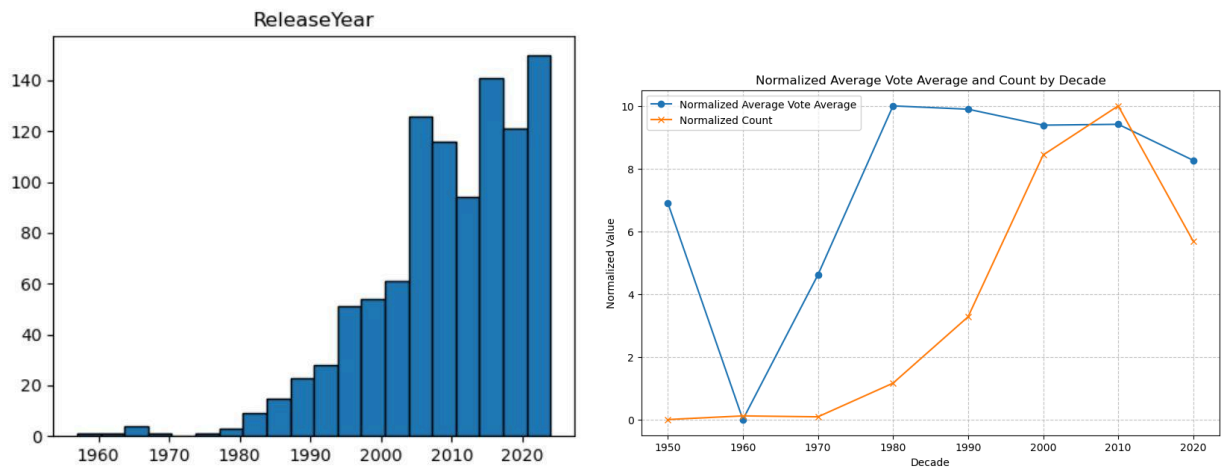 ReleaseYear
140
120
100
80
60
40
20
0
1960 1970 1980 1990 2000 2010 2020
Normalized Average Vote Average and Count by Decade
Normalized Average Vote Average
Normalized Count
10
8
6
4
2
0
Normalized Value
1950 1960 1970 1980 1990 2000 2010 2020
Decade